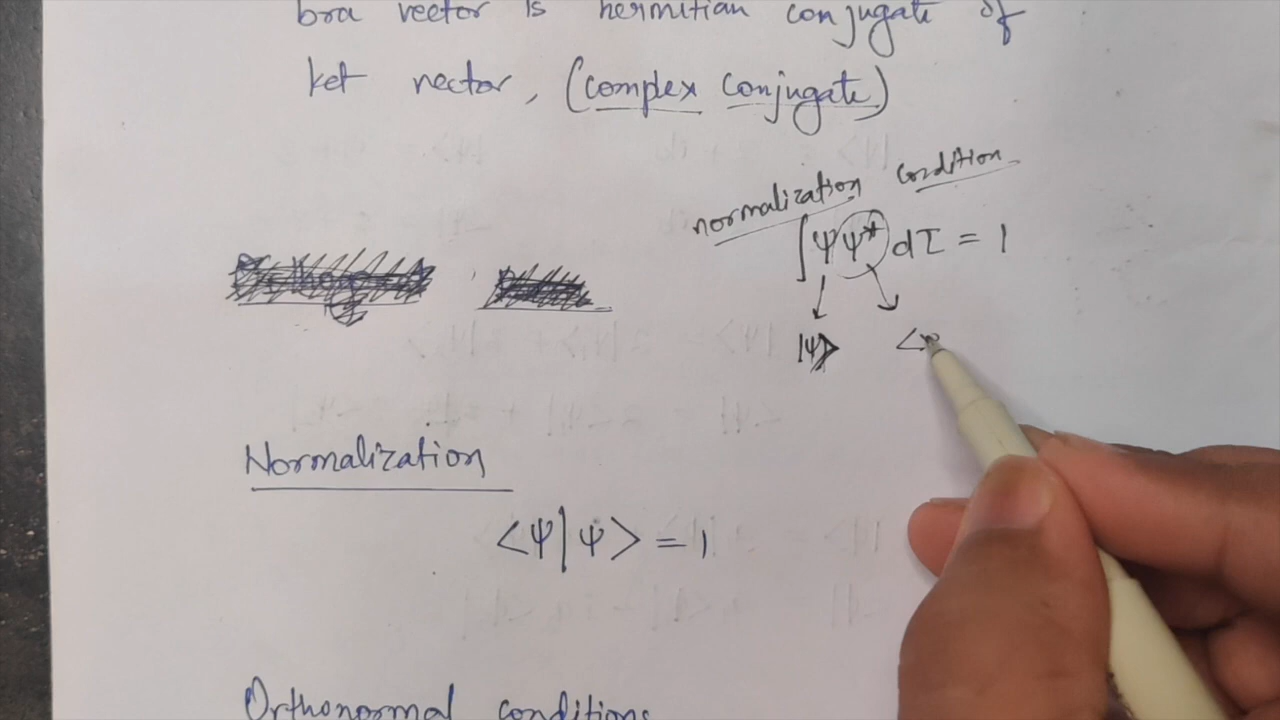 bra vector is hermitian conjugate of
ket vector, (complex conjugate)
normalization condition
∫ψψ* dτ = 1
|ψ> <
Normalization
<ψ|ψ> = 1
Orthonormal conditions